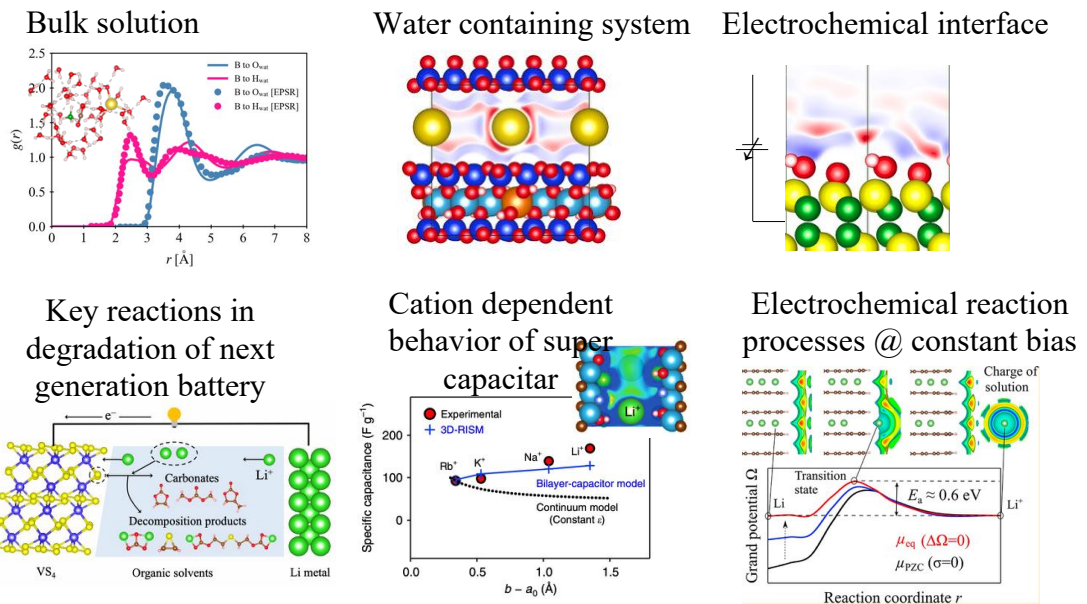 Bulk solution
2.5
2.0
1.5
1.0
0.5
0.0
g(r)
B to Owat
B to Hwat
B to Owat [EPSR]
B to Hwat [EPSR]
0 1 2 3 4 5 6 7 8
r [Å]
Water containing system
Electrochemical interface
Key reactions in
degradation of next
generation battery
e⁻
Li⁺
Carbonates
Decomposition products
VS₄
Organic solvents
Li metal
Cation dependent
behavior of super
capacitar
Li⁺
Experimental
3D-RISM
Specific capacitance (F g⁻¹)
200
100
0
Rb⁺
K⁺
Na⁺
Li⁺
Bilayer-capacitor model
Continuum model
(Constant ε)
0.0 0.5 1.0 1.5
b − a₀ (Å)
Electrochemical reaction
processes @ constant bias
Charge of
solution
Grand potential Ω
Transition
state
Li
Eₐ ≈ 0.6 eV
Li⁺
μeq (ΔΩ=0)
μPZC (σ=0)
Reaction coordinate r